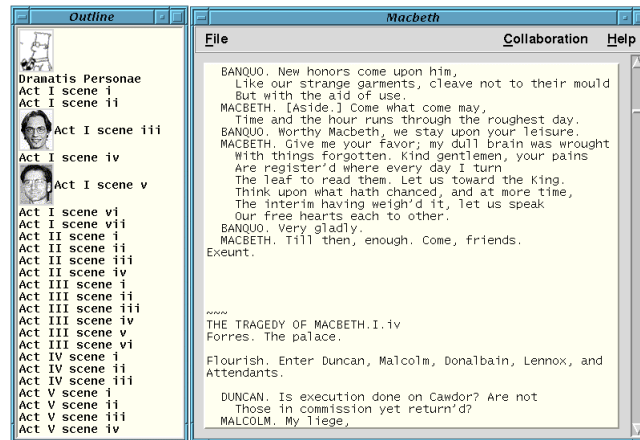 Outline
Dramatis Personae
Act I scene i
Act I scene ii
Act I scene iii
Act I scene iv
Act I scene v
Act I scene vi
Act I scene vii
Act II scene i
Act II scene ii
Act II scene iii
Act II scene iv
Act III scene i
Act III scene ii
Act III scene iii
Act III scene iv
Act III scene v
Act III scene vi
Act IV scene i
Act IV scene ii
Act IV scene iii
Act V scene i
Act V scene ii
Act V scene iii
Act V scene iv
Macbeth
File Collaboration Help
BANQUO. New honors come upon him,
Like our strange garments, cleave not to their mould
But with the aid of use.
MACBETH. [Aside.] Come what come may,
Time and the hour runs through the roughest day.
BANQUO. Worthy Macbeth, we stay upon your leisure.
MACBETH. Give me your favor; my dull brain was wrought
With things forgotten. Kind gentlemen, your pains
Are register'd where every day I turn
The leaf to read them. Let us toward the King.
Think upon what hath chanced, and at more time,
The interim having weigh'd it, let us speak
Our free hearts each to other.
BANQUO. Very gladly.
MACBETH. Till then, enough. Come, friends.
Exeunt.
~~~
THE TRAGEDY OF MACBETH.I.iv
Forres. The palace.
Flourish. Enter Duncan, Malcolm, Donalbain, Lennox, and
Attendants.
DUNCAN. Is execution done on Cawdor? Are not
Those in commission yet return'd?
MALCOLM. My liege,